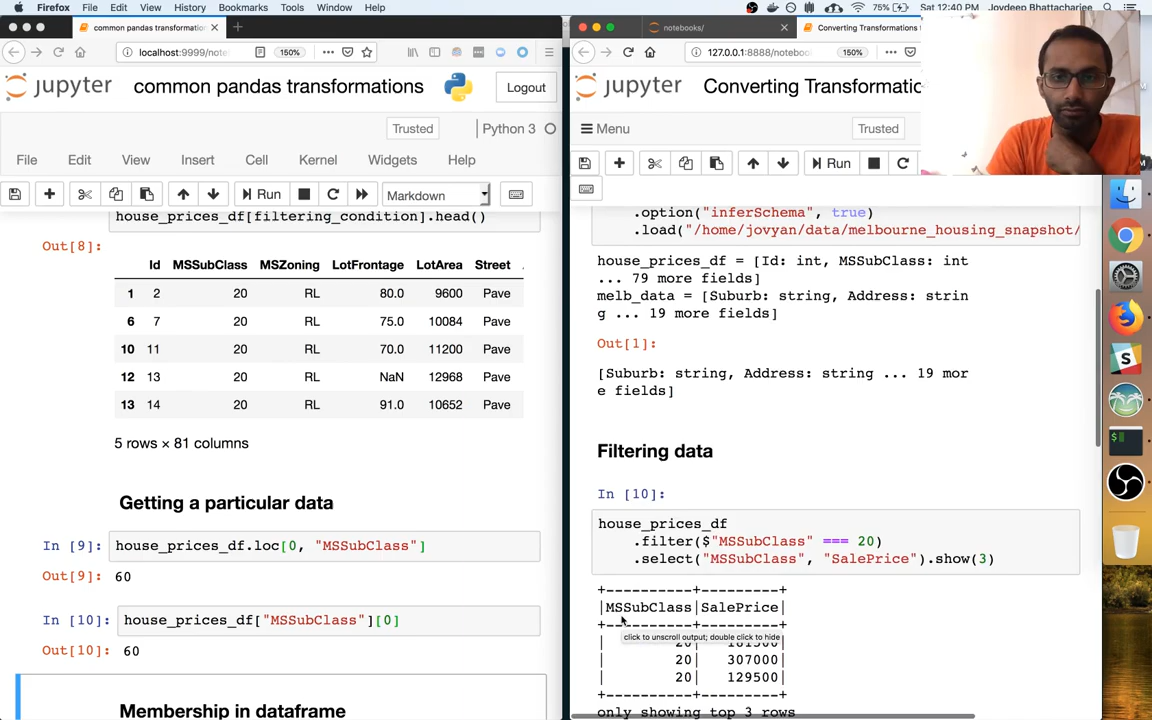 Firefox File Edit View History Bookmarks Tools Window Help 75% Sat 12:40 PM Joydeep Bhattacharjee
common pandas transformation
localhost:9999/note
150%
jupyter common pandas transformations
Logout
Trusted Python 3
File Edit View Insert Cell Kernel Widgets Help
Run Markdown
house_prices_df[filtering_condition].head()
Out[8]:
Id MSSubClass MSZoning LotFrontage LotArea Street
1 2 20 RL 80.0 9600 Pave
6 7 20 RL 75.0 10084 Pave
10 11 20 RL 70.0 11200 Pave
12 13 20 RL NaN 12968 Pave
13 14 20 RL 91.0 10652 Pave
5 rows × 81 columns
Getting a particular data
In [9]: house_prices_df.loc[0, "MSSubClass"]
Out[9]: 60
In [10]: house_prices_df["MSSubClass"][0]
Out[10]: 60
Membership in dataframe
notebooks/
Converting Transformations
127.0.0.1:8888/noteboo
150%
jupyter Converting Transformatio
Menu Trusted
Run
.option("inferSchema", true)
.load("/home/jovyan/data/melbourne_housing_snapshot/
house_prices_df = [Id: int, MSSubClass: int
... 79 more fields]
melb_data = [Suburb: string, Address: strin
g ... 19 more fields]
Out[1]:
[Suburb: string, Address: string ... 19 mor
e fields]
Filtering data
In [10]:
house_prices_df
.filter($"MSSubClass" === 20)
.select("MSSubClass", "SalePrice").show(3)
+----------+---------+
|MSSubClass|SalePrice|
+----------+---------+
click to unscroll output; double click to hide
| 20| 181500|
| 20| 307000|
| 20| 129500|
+----------+---------+
only showing top 3 rows